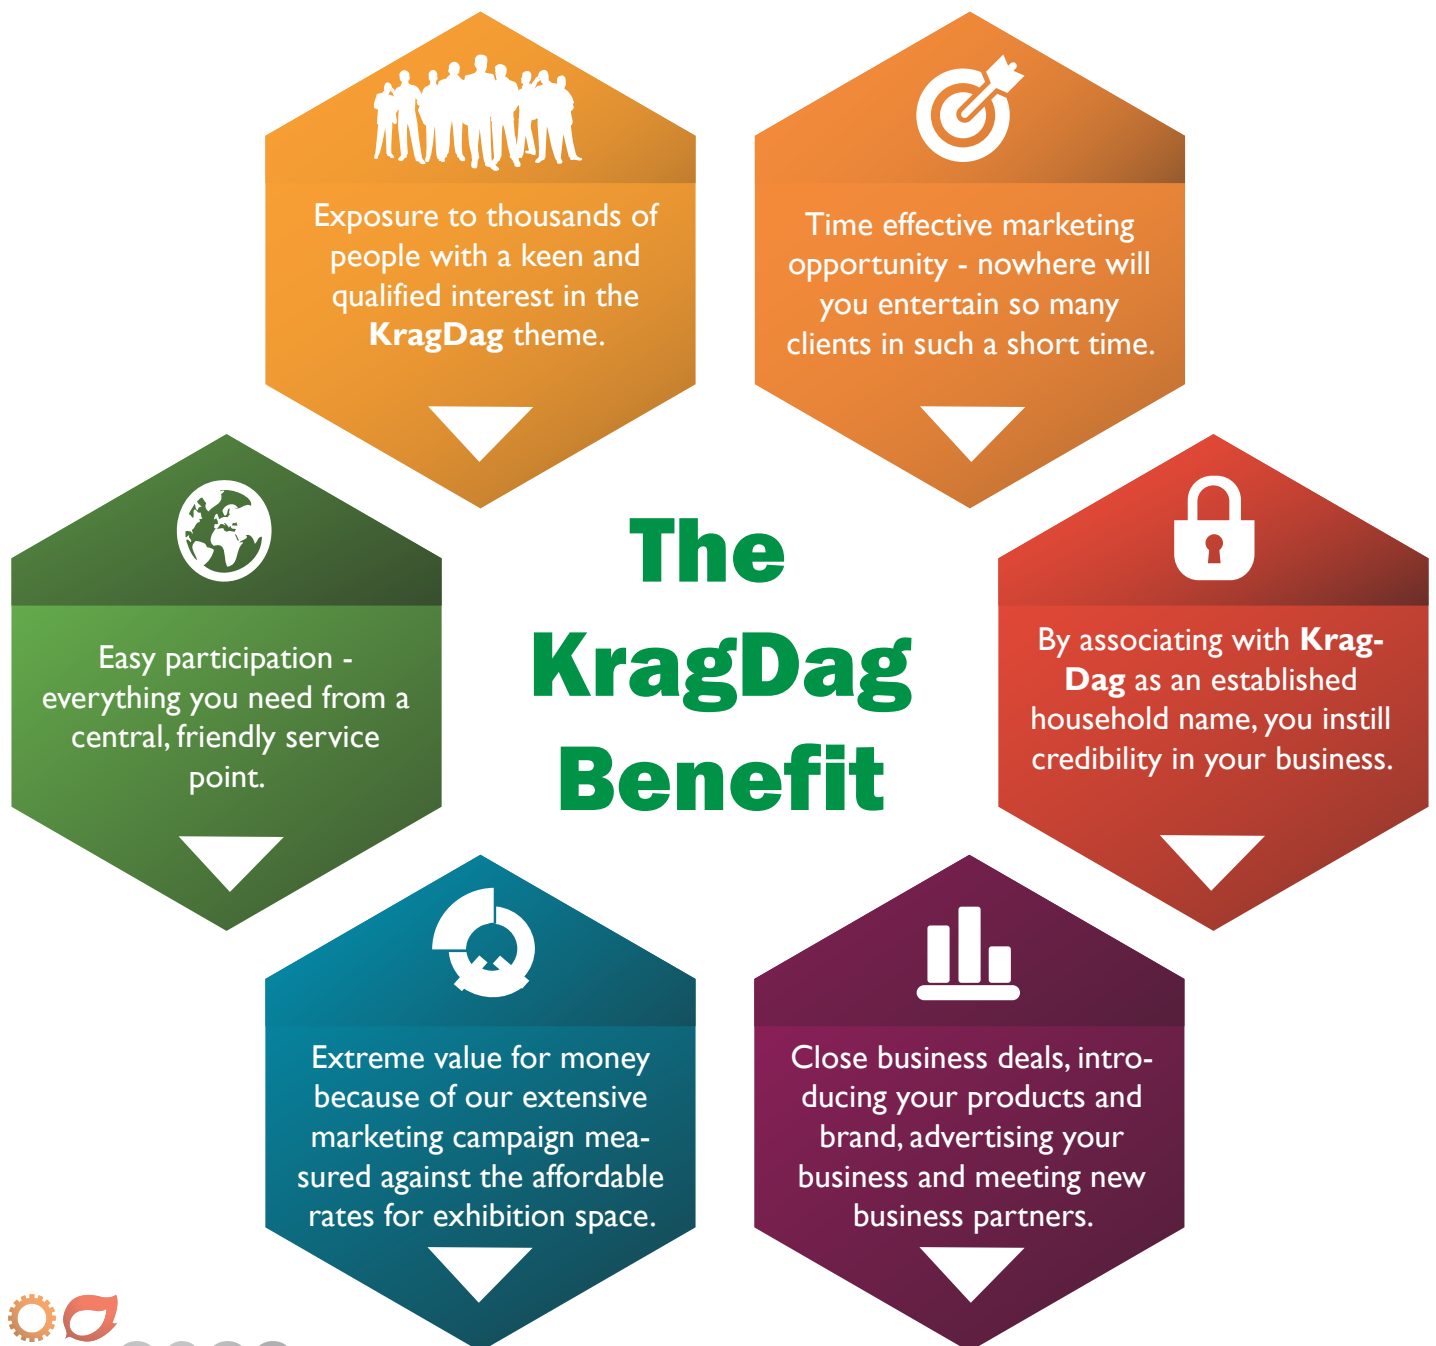 Exposure to thousands of
people with a keen and
qualified interest in the
KragDag theme.
Time effective marketing
opportunity - nowhere will
you entertain so many
clients in such a short time.
Easy participation -
everything you need from a
central, friendly service
point.
The
KragDag
Benefit
By associating with Krag-
Dag as an established
household name, you instill
credibility in your business.
Extreme value for money
because of our extensive
marketing campaign mea-
sured against the affordable
rates for exhibition space.
Close business deals, intro-
ducing your products and
brand, advertising your
business and meeting new
business partners.